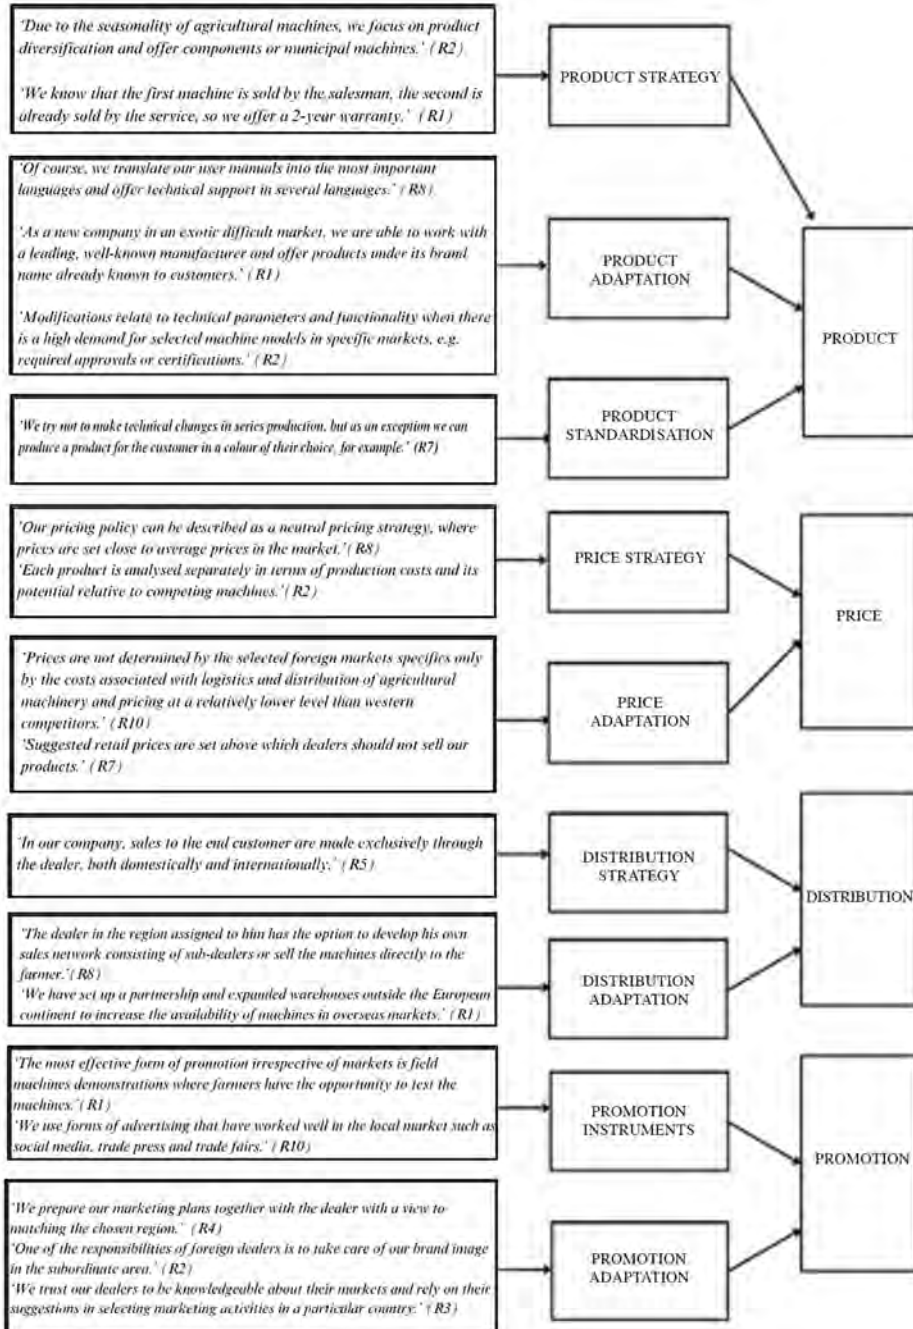 'Due to the seasonality of agricultural machines, we focus on product
diversification and offer components or municipal machines.' (R2)
'We know that the first machine is sold by the salesman, the second is
already sold by the service, so we offer a 2-year warranty.' (R1)
PRODUCT STRATEGY
'Of course, we translate our user manuals into the most important
languages and offer technical support in several languages.' (R8)
'As a new company in an exotic difficult market, we are able to work with
a leading, well-known manufacturer and offer products under its brand
name already known to customers.' (R1)
'Modifications relate to technical parameters and functionality when there
is a high demand for selected machine models in specific markets, e.g.
required approvals or certifications.' (R2)
PRODUCT
ADAPTATION
PRODUCT
'We try not to make technical changes in series production, but as an exception we can
produce a product for the customer in a colour of their choice, for example.' (R7)
PRODUCT
STANDARDISATION
'Our pricing policy can be described as a neutral pricing strategy, where
prices are set close to average prices in the market.'(R8)
'Each product is analysed separately in terms of production costs and its
potential relative to competing machines.'(R2)
PRICE STRATEGY
PRICE
'Prices are not determined by the selected foreign markets specifics only
by the costs associated with logistics and distribution of agricultural
machinery and pricing at a relatively lower level than western
competitors.' (R10)
'Suggested retail prices are set above which dealers should not sell our
products.' (R7)
PRICE
ADAPTATION
'In our company, sales to the end customer are made exclusively through
the dealer, both domestically and internationally.' (R5)
DISTRIBUTION
STRATEGY
DISTRIBUTION
'The dealer in the region assigned to him has the option to develop his own
sales network consisting of sub-dealers or sell the machines directly to the
farmer.'(R8)
'We have set up a partnership and expanded warehouses outside the European
continent to increase the availability of machines in overseas markets.' (R1)
DISTRIBUTION
ADAPTATION
'The most effective form of promotion irrespective of markets is field
machines demonstrations where farmers have the opportunity to test the
machines.'(R1)
'We use forms of advertising that have worked well in the local market such as
social media, trade press and trade fairs.' (R10)
PROMOTION
INSTRUMENTS
PROMOTION
'We prepare our marketing plans together with the dealer with a view to
matching the chosen region.' (R4)
'One of the responsibilities of foreign dealers is to take care of our brand image
in the subordinate area.' (R2)
'We trust our dealers to be knowledgeable about their markets and rely on their
suggestions in selecting marketing activities in a particular country.' (R3)
PROMOTION
ADAPTATION